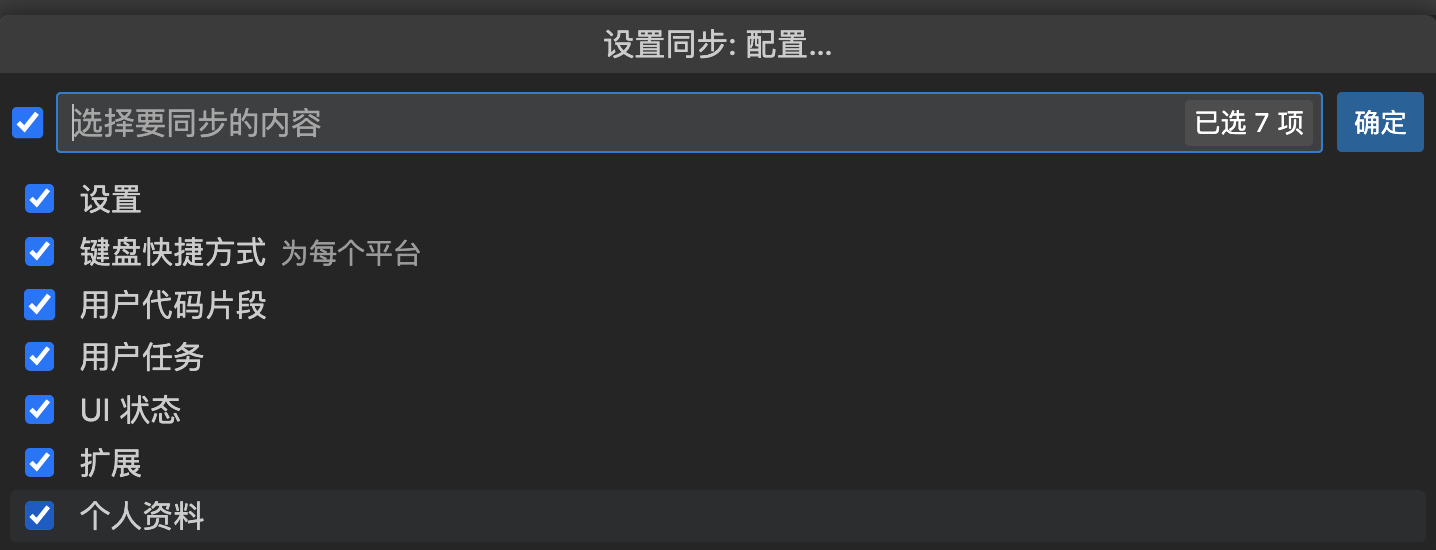 设置同步: 配置...
选择要同步的内容 已选 7 项 确定
设置
键盘快捷方式 为每个平台
用户代码片段
用户任务
UI 状态
扩展
个人资料